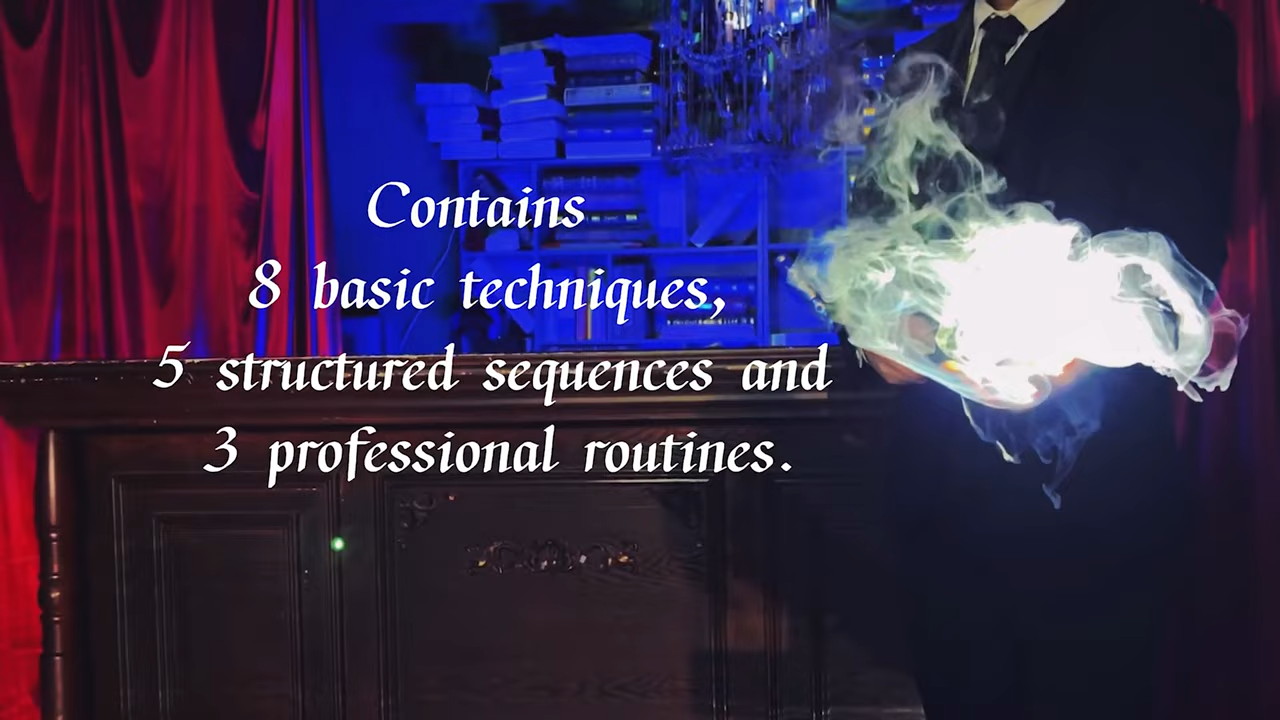 Contains
8 basic techniques,
5 structured sequences and
3 professional routines.